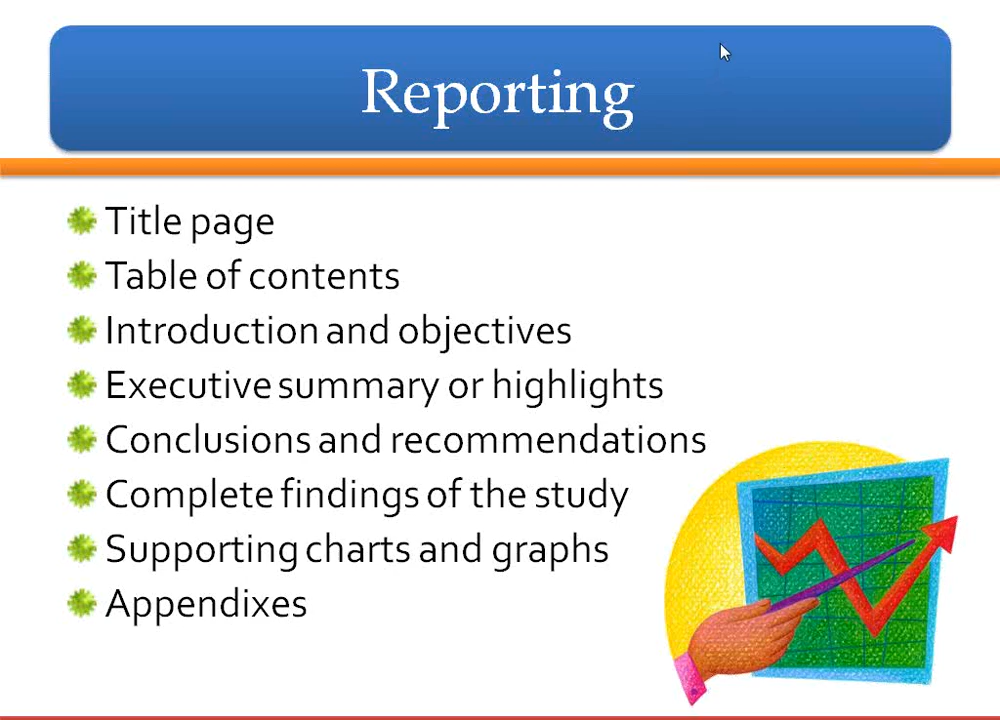 Reporting
Title page
Table of contents
Introduction and objectives
Executive summary or highlights
Conclusions and recommendations
Complete findings of the study
Supporting charts and graphs
Appendixes